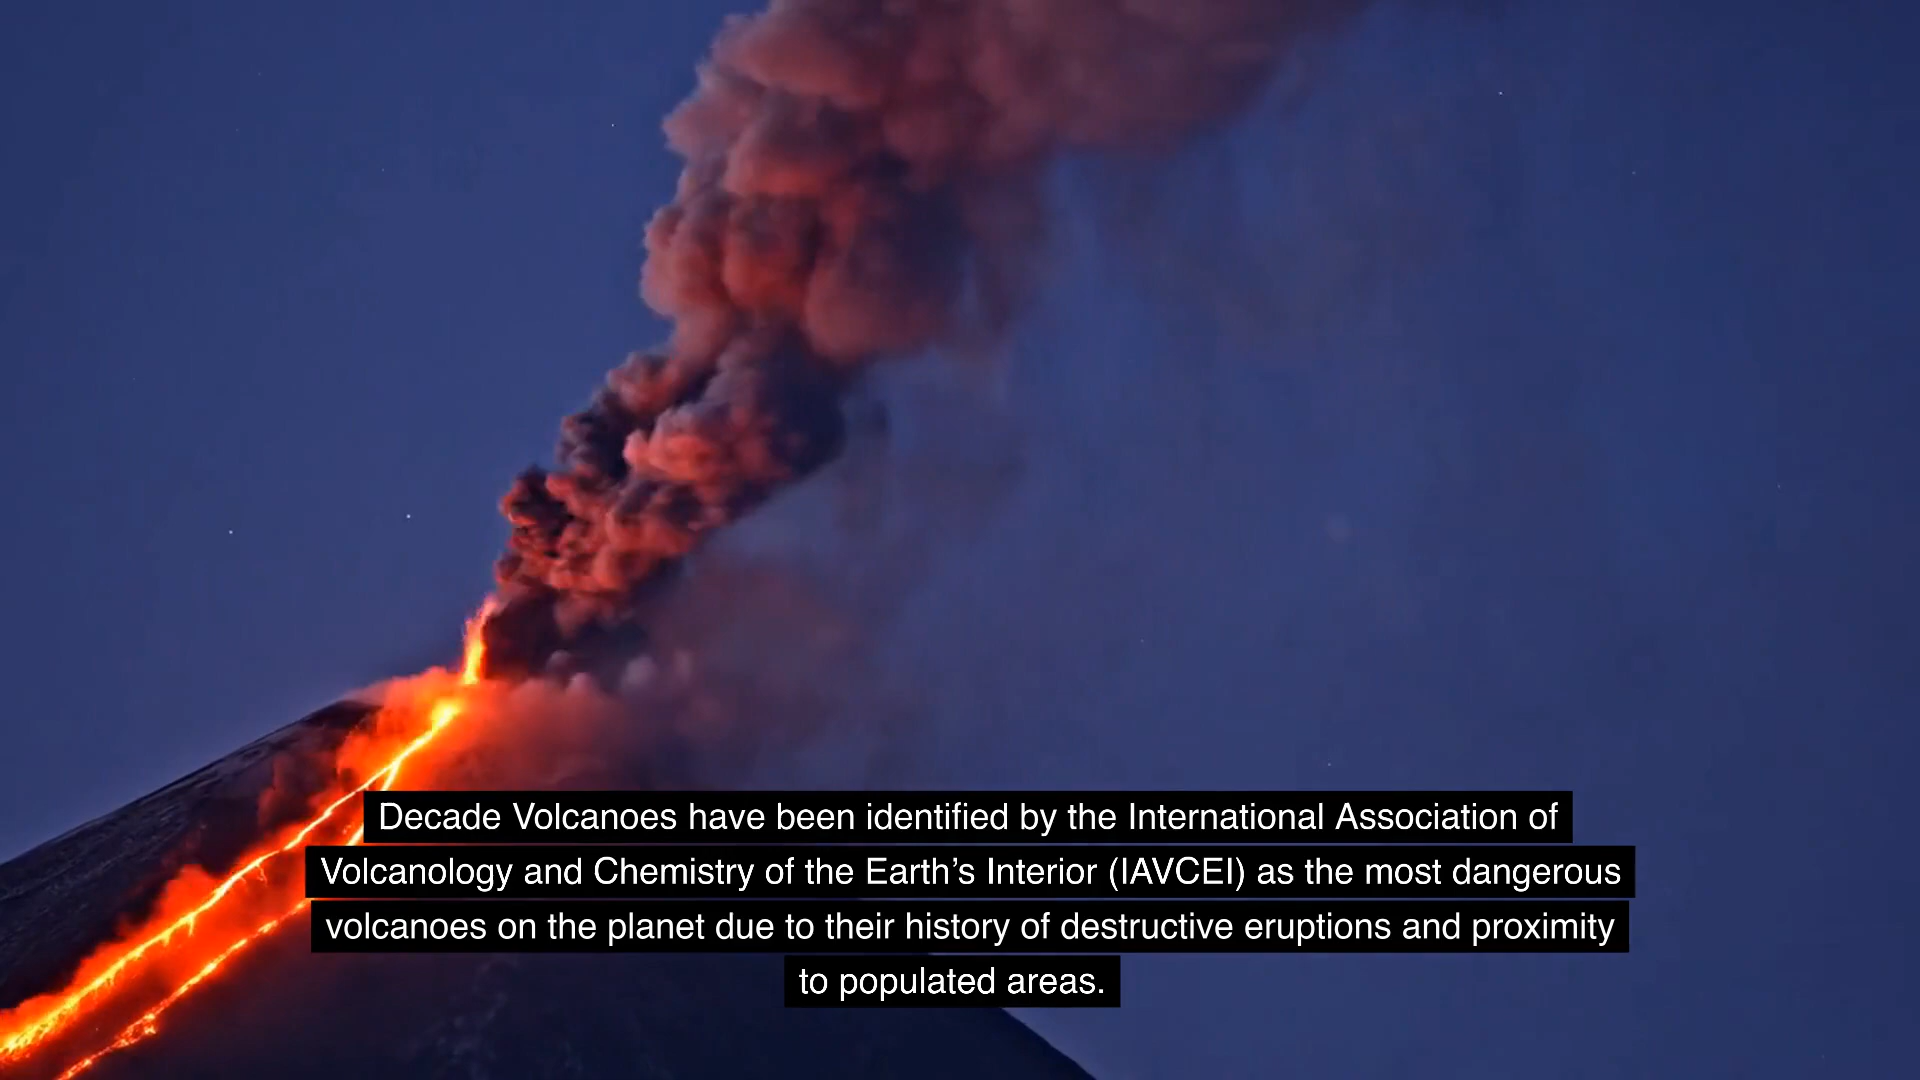 Decade Volcanoes have been identified by the International Association of
Volcanology and Chemistry of the Earth’s Interior (IAVCEI) as the most dangerous
volcanoes on the planet due to their history of destructive eruptions and proximity
to populated areas.